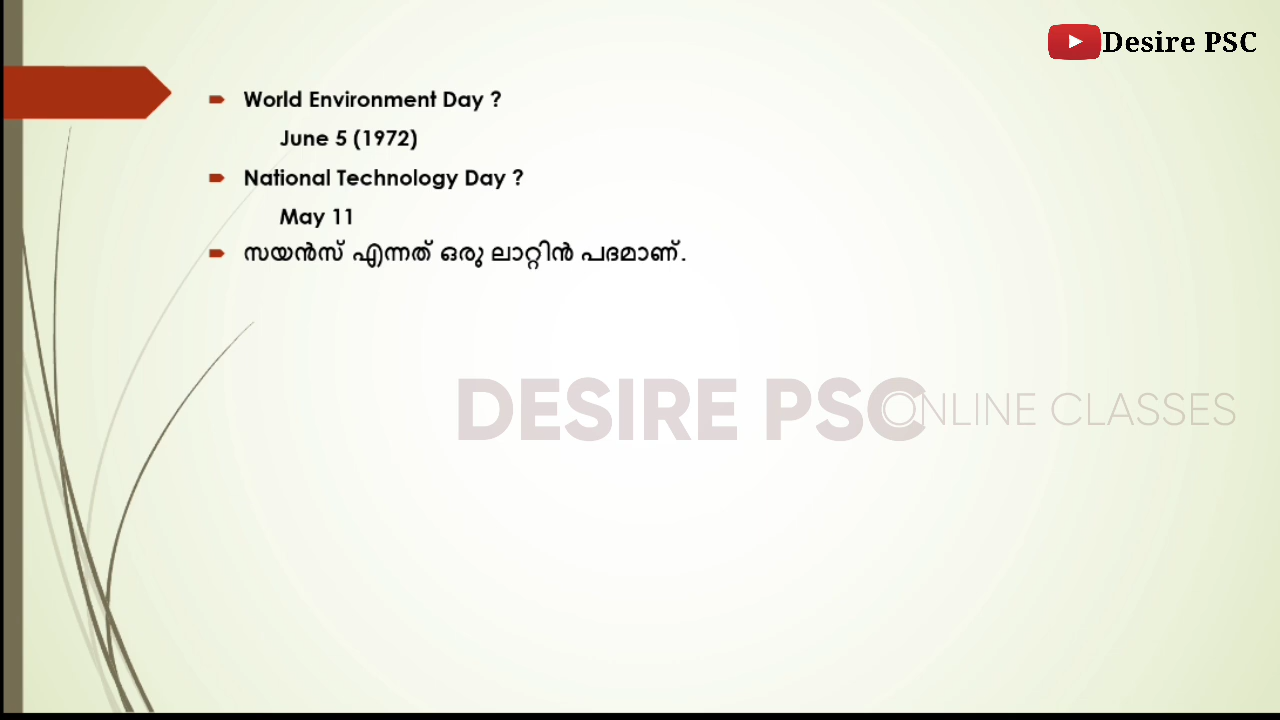 Desire PSC
World Environment Day ?
June 5 (1972)
National Technology Day ?
May 11
സയൻസ് എന്നത് ഒരു ലാറ്റിൻ പദമാണ്.
DESIRE PSC ONLINE CLASSES